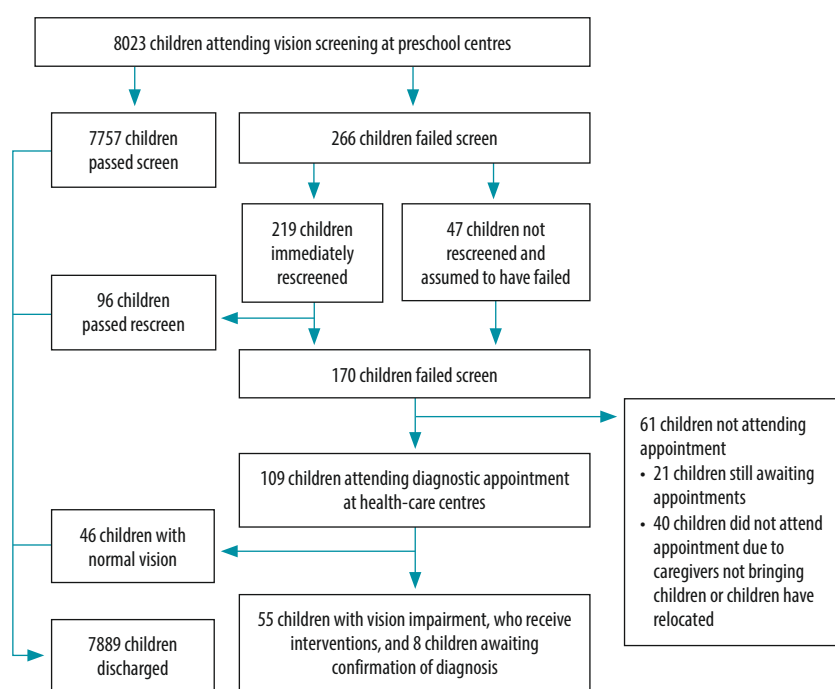 8023 children attending vision screening at preschool centres
7757 children
passed screen
266 children failed screen
219 children
immediately
rescreened
47 children not
rescreened and
assumed to have failed
96 children
passed rescreen
170 children failed screen
61 children not attending
appointment
• 21 children still awaiting
appointments
• 40 children did not attend
appointment due to
caregivers not bringing
children or children have
relocated
109 children attending diagnostic appointment
at health-care centres
46 children with
normal vision
55 children with vision impairment, who receive
interventions, and 8 children awaiting
confirmation of diagnosis
7889 children
discharged